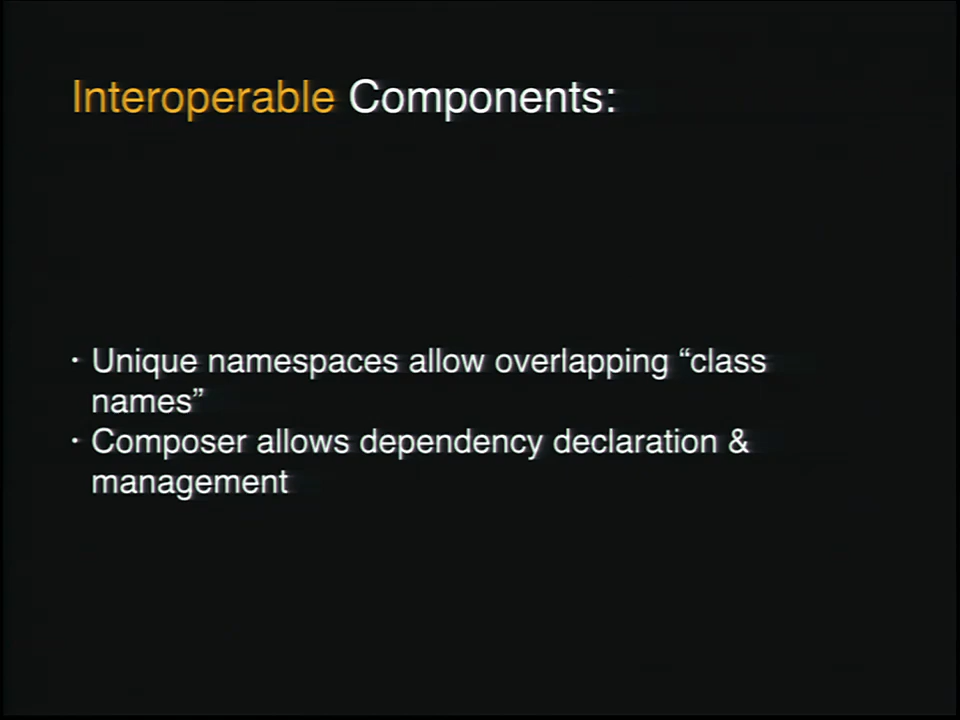 Interoperable Components:
· Unique namespaces allow overlapping “class
names”
· Composer allows dependency declaration &
management